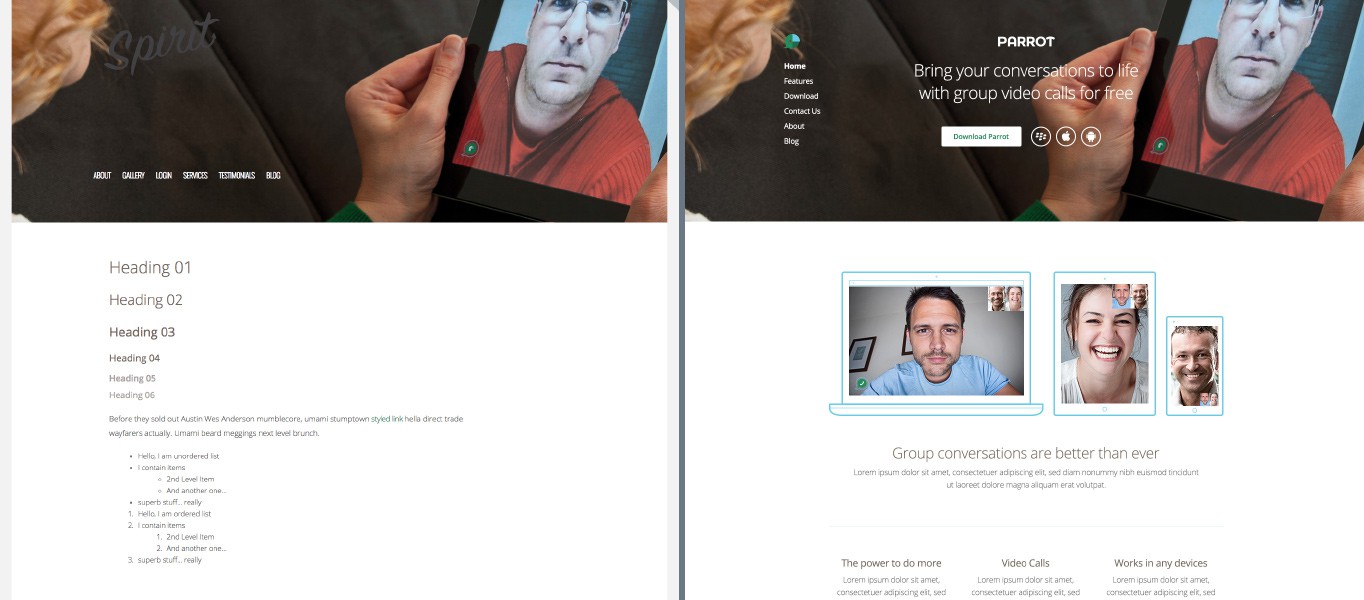 Spirit
ABOUT GALLERY LOGIN SERVICES TESTIMONIALS BLOG
Heading 01
Heading 02
Heading 03
Heading 04
Heading 05
Heading 06
Before they sold out Austin Wes Anderson mumblecore, umami stumptown styled link hella direct trade
wayfarers actually. Umami beard meggings next level brunch.
Hello, I am unordered list
I contain items
2nd Level Item
And another one...
superb stuff... really
1. Hello, I am ordered list
2. I contain items
1. 2nd Level Item
2. And another one...
3. superb stuff... really
Home
Features
Download
Contact Us
About
Blog
PARROT
Bring your conversations to life
with group video calls for free
Download Parrot
Group conversations are better than ever
Lorem ipsum dolor sit amet, consectetuer adipiscing elit, sed diam nonummy nibh euismod tincidunt
ut laoreet dolore magna aliquam erat volutpat.
The power to do more
Lorem ipsum dolor sit amet,
consectetuer adipiscing elit, sed
Video Calls
Lorem ipsum dolor sit amet,
consectetuer adipiscing elit, sed
Works in any devices
Lorem ipsum dolor sit amet,
consectetuer adipiscing elit, sed